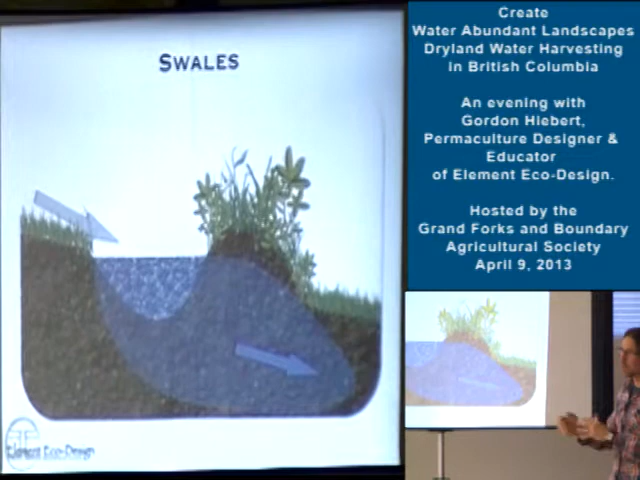 SWALES
Element Eco-Design
Create
Water Abundant Landscapes
Dryland Water Harvesting
in British Columbia
An evening with
Gordon Hiebert,
Permaculture Designer &
Educator
of Element Eco-Design.
Hosted by the
Grand Forks and Boundary
Agricultural Society
April 9, 2013